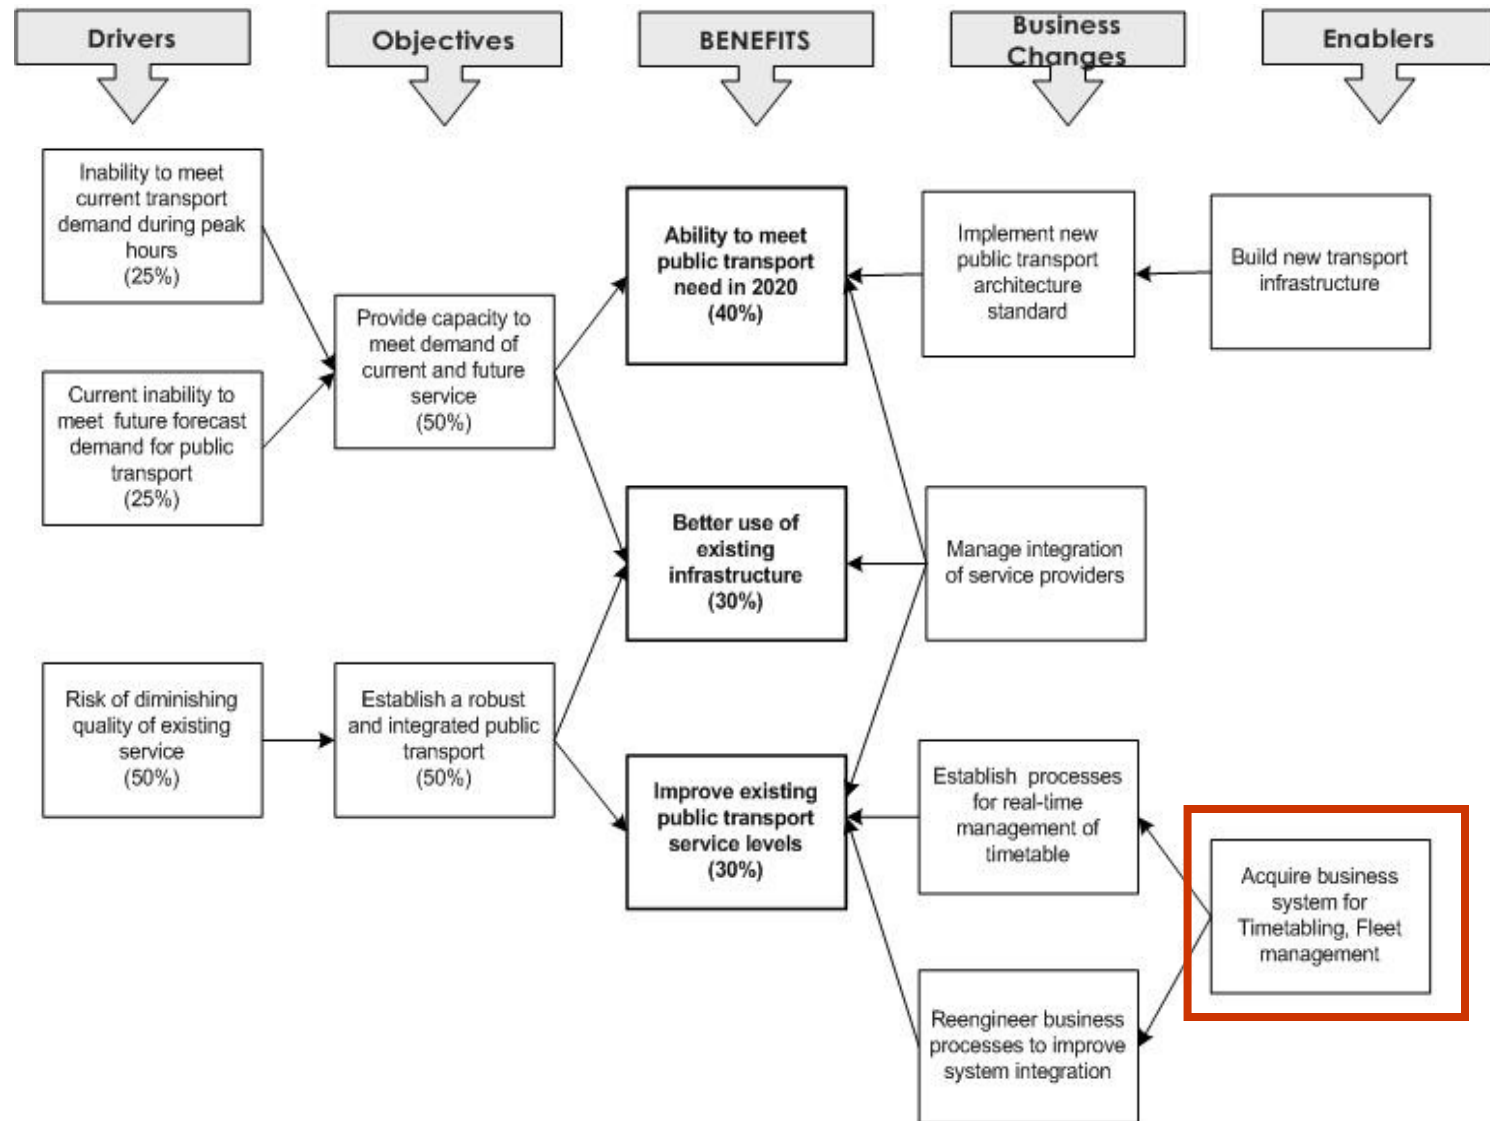 Drivers
Objectives
BENEFITS
Business
Changes
Enablers
Inability to meet
current transport
demand during peak
hours
(25%)
Current inability to
meet future forecast
demand for public
transport
(25%)
Risk of diminishing
quality of existing
service
(50%)
Provide capacity to
meet demand of
current and future
service
(50%)
Establish a robust
and integrated public
transport
(50%)
Ability to meet
public transport
need in 2020
(40%)
Better use of
existing
infrastructure
(30%)
Improve existing
public transport
service levels
(30%)
Implement new
public transport
architecture
standard
Manage integration
of service providers
Establish processes
for real-time
management of
timetable
Reengineer business
processes to improve
system integration
Build new transport
infrastructure
Acquire business
system for
Timetabling, Fleet
management